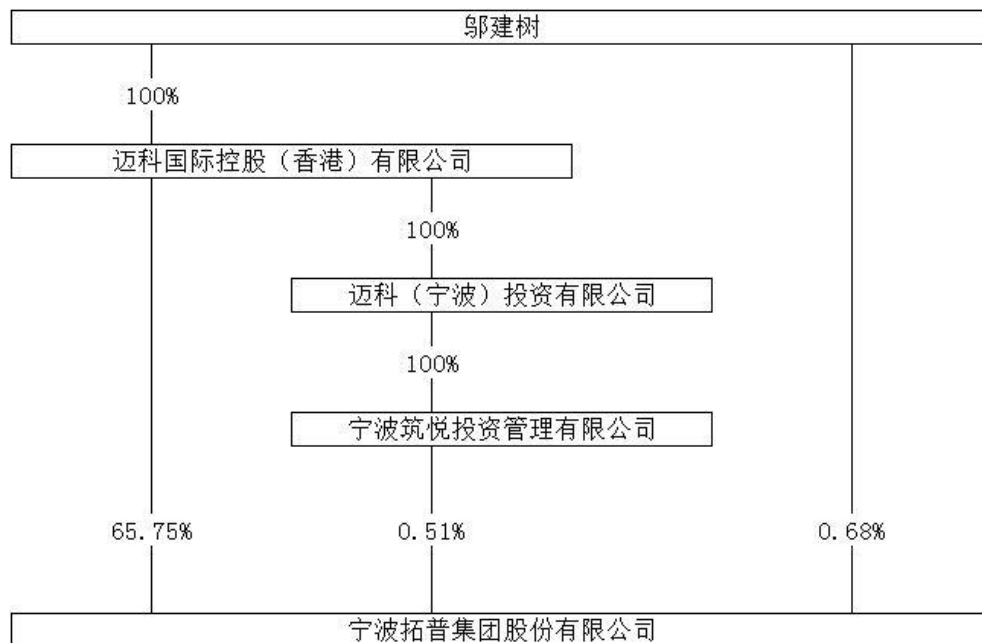 邬建树
100%
迈科国际控股（香港）有限公司
100%
迈科（宁波）投资有限公司
100%
宁波筑悦投资管理有限公司
65.75%
0.51%
0.68%
宁波拓普集团股份有限公司